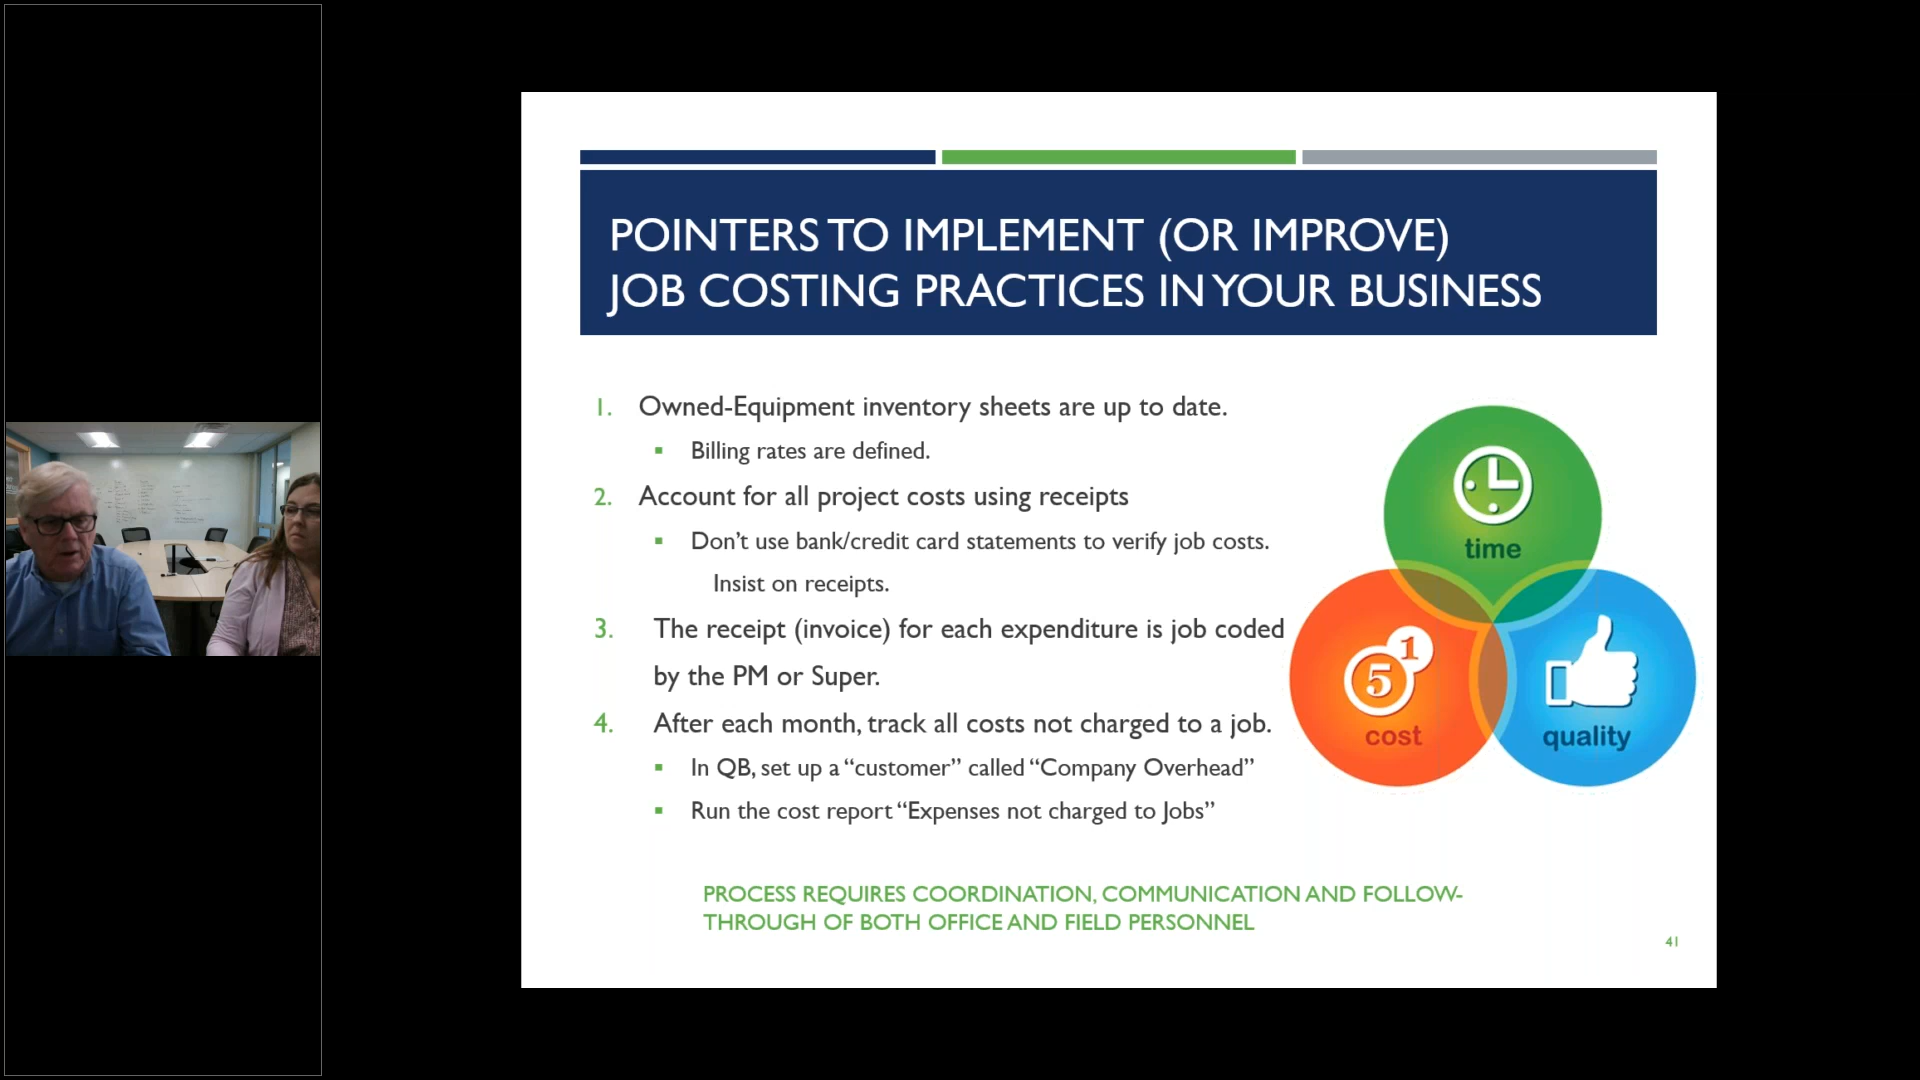 POINTERS TO IMPLEMENT (OR IMPROVE)
JOB COSTING PRACTICES IN YOUR BUSINESS
1. Owned-Equipment inventory sheets are up to date.
▪ Billing rates are defined.
2. Account for all project costs using receipts
▪ Don’t use bank/credit card statements to verify job costs.
Insist on receipts.
3. The receipt (invoice) for each expenditure is job coded
by the PM or Super.
4. After each month, track all costs not charged to a job.
▪ In QB, set up a “customer” called “Company Overhead”
▪ Run the cost report “Expenses not charged to Jobs”
time
5 1
cost
quality
PROCESS REQUIRES COORDINATION, COMMUNICATION AND FOLLOW-
THROUGH OF BOTH OFFICE AND FIELD PERSONNEL
41